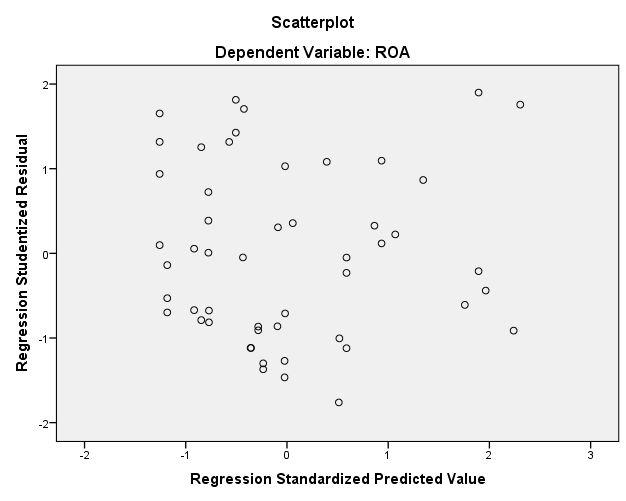 Scatterplot
Dependent Variable: ROA
Regression Studentized Residual
2
1
0
-1
-2
-2 -1 0 1 2 3
Regression Standardized Predicted Value